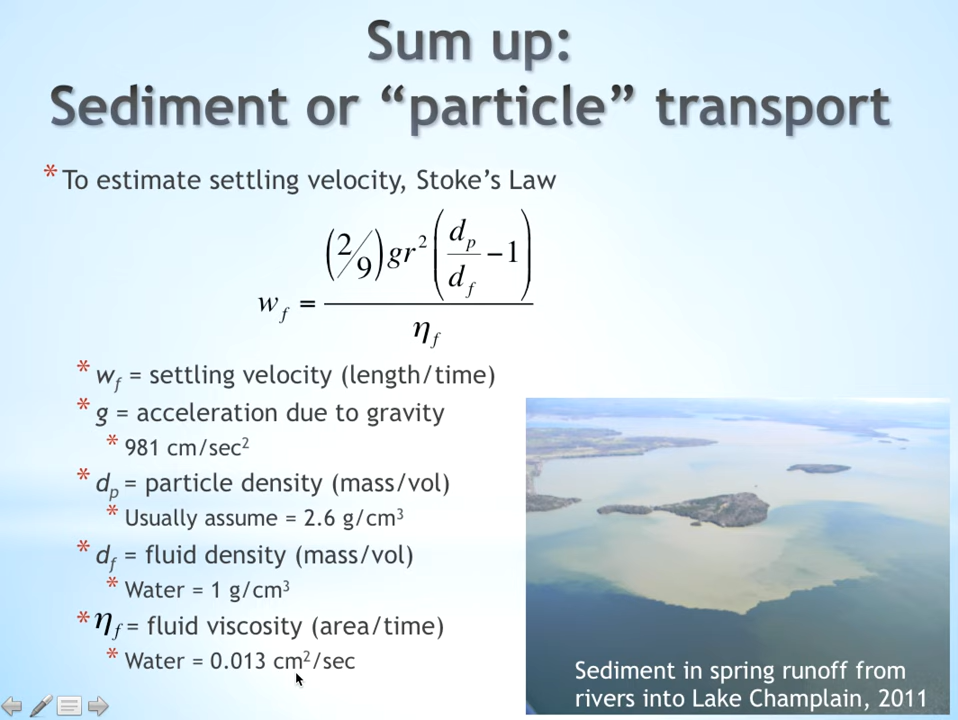 Sum up:
Sediment or “particle” transport
* To estimate settling velocity, Stoke’s Law
w_f = (2/9) g r² (d_p/d_f − 1) / η_f
* w_f = settling velocity (length/time)
* g = acceleration due to gravity
* 981 cm/sec²
* d_p = particle density (mass/vol)
* Usually assume = 2.6 g/cm³
* d_f = fluid density (mass/vol)
* Water = 1 g/cm³
* η_f = fluid viscosity (area/time)
* Water = 0.013 cm²/sec
Sediment in spring runoff from
rivers into Lake Champlain, 2011